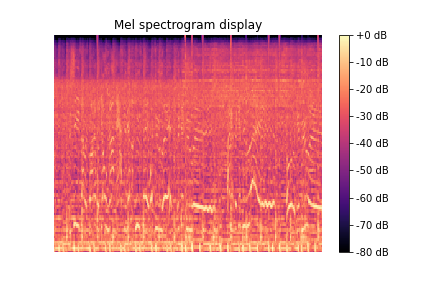 Mel spectrogram display
+0 dB
-10 dB
-20 dB
-30 dB
-40 dB
-50 dB
-60 dB
-70 dB
-80 dB